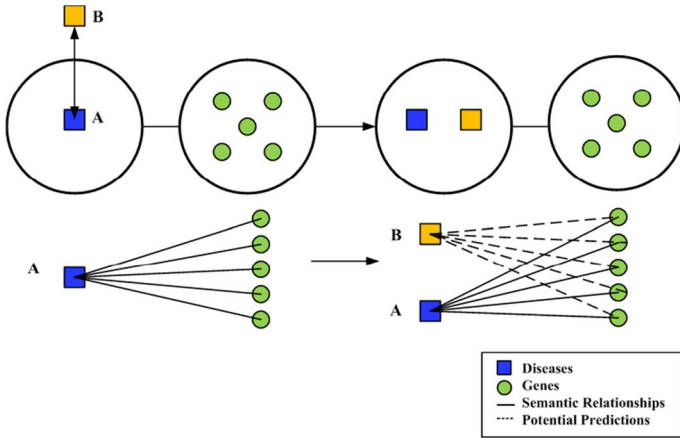 B
A
A
B
A
Diseases
Genes
Semantic Relationships
Potential Predictions